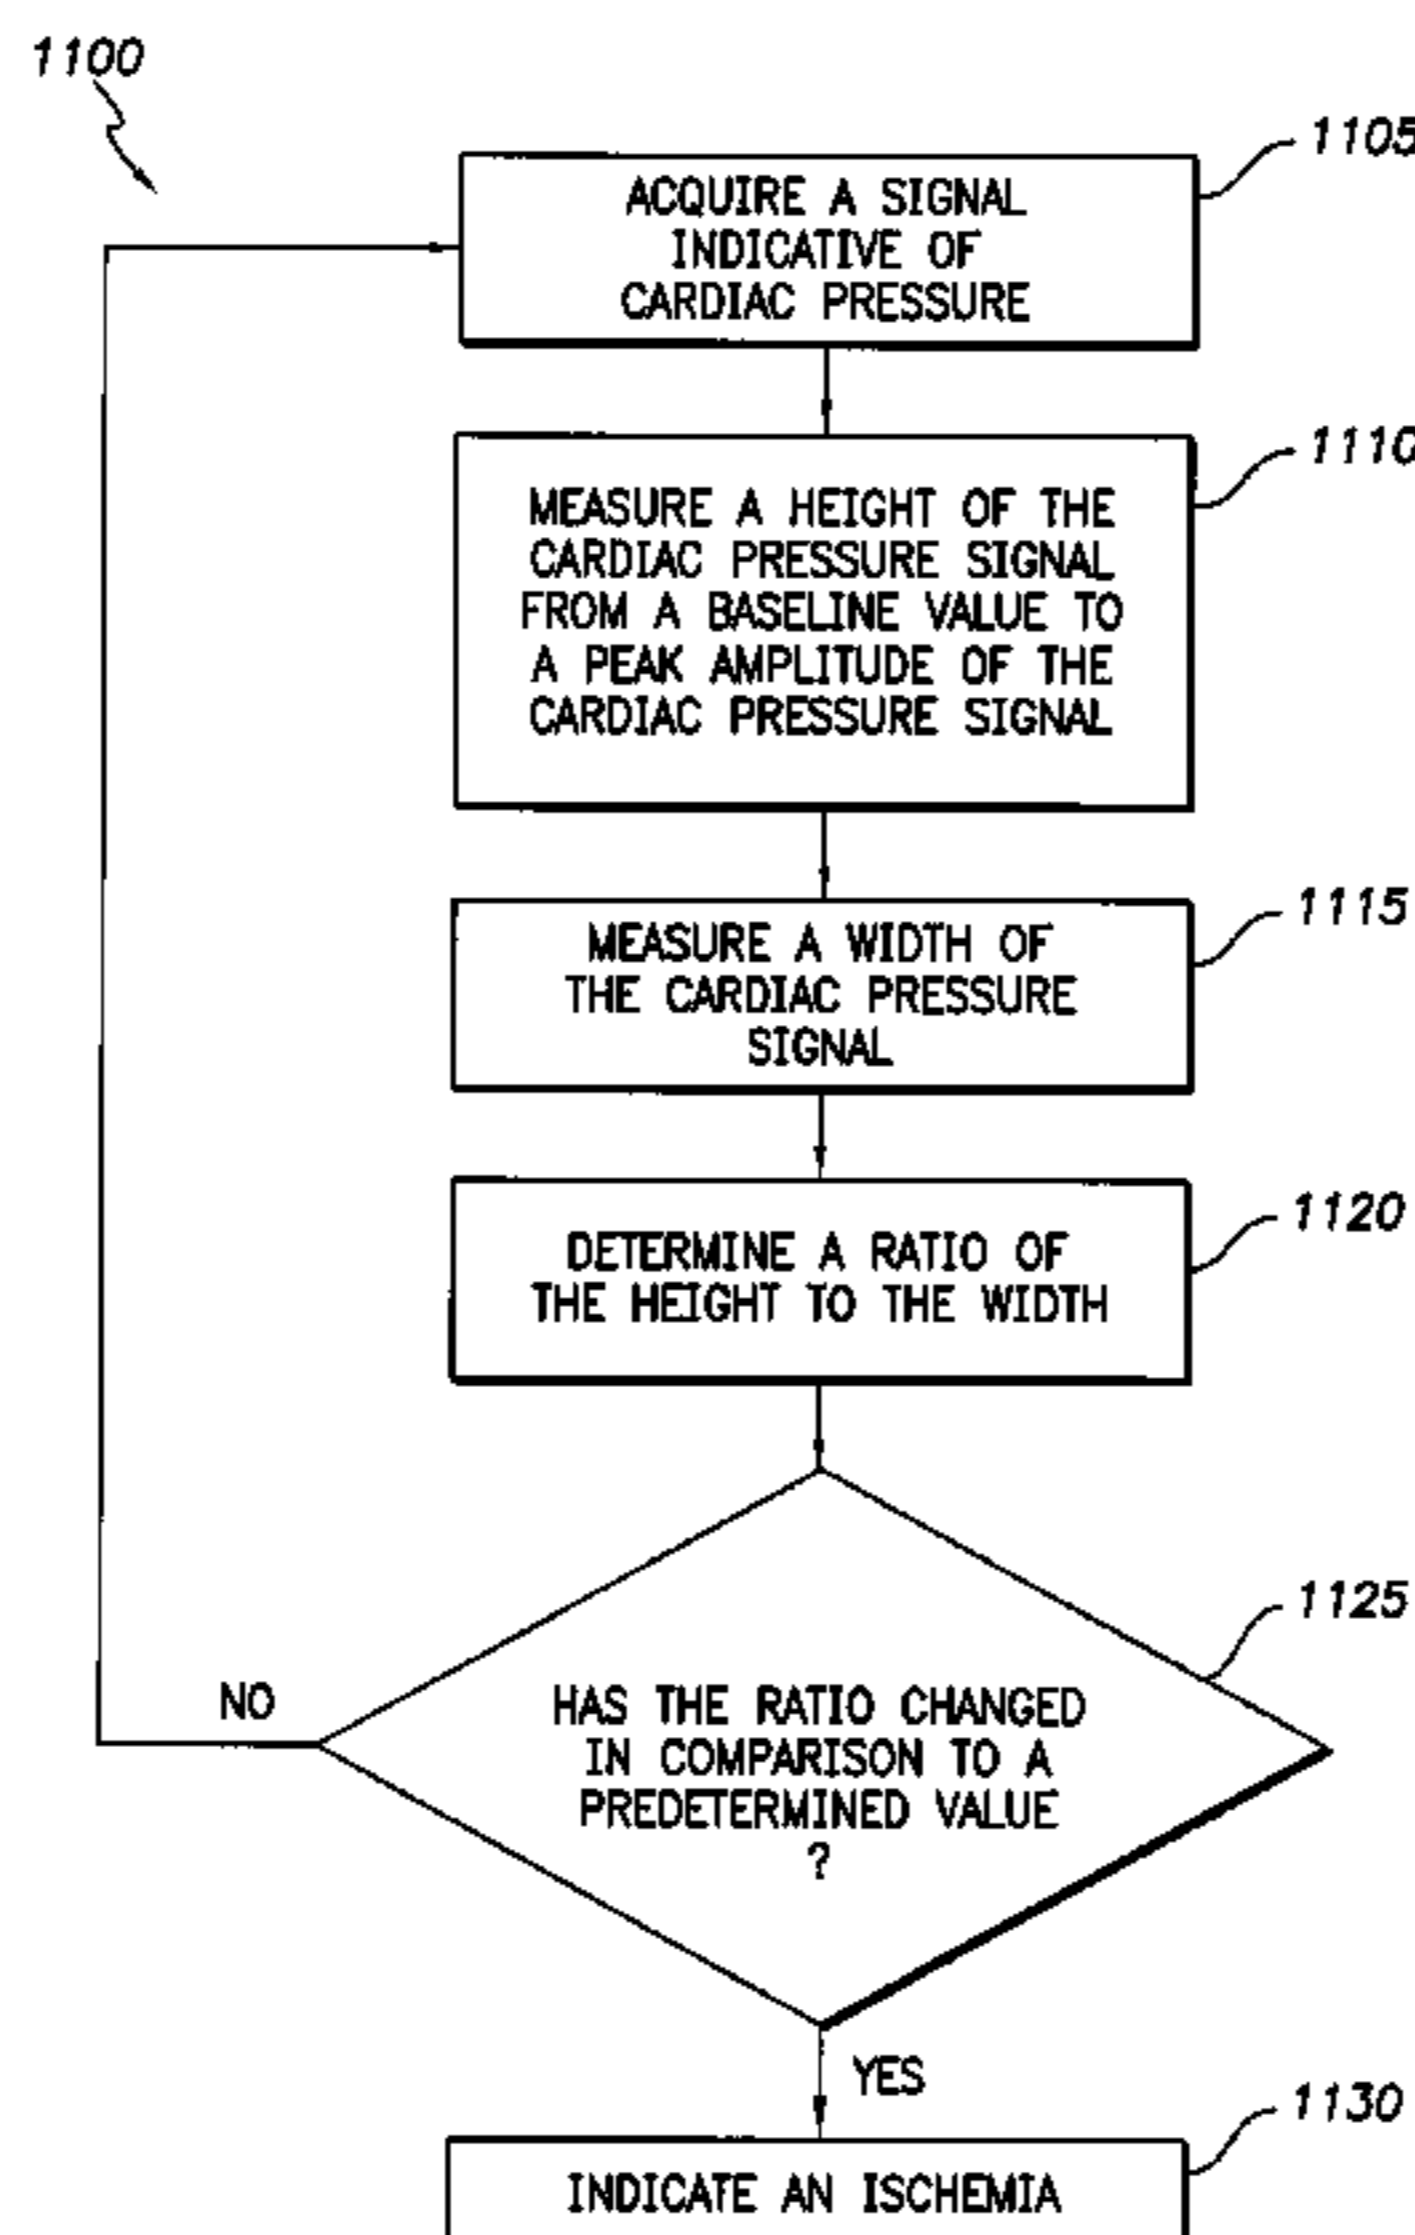 1100
1105
ACQUIRE A SIGNAL
INDICATIVE OF
CARDIAC PRESSURE
1110
MEASURE A HEIGHT OF THE
CARDIAC PRESSURE SIGNAL
FROM A BASELINE VALUE TO
A PEAK AMPLITUDE OF THE
CARDIAC PRESSURE SIGNAL
1115
MEASURE A WIDTH OF
THE CARDIAC PRESSURE
SIGNAL
1120
DETERMINE A RATIO OF
THE HEIGHT TO THE WIDTH
1125
NO
HAS THE RATIO CHANGED
IN COMPARISON TO A
PREDETERMINED VALUE
?
YES
1130
INDICATE AN ISCHEMIA